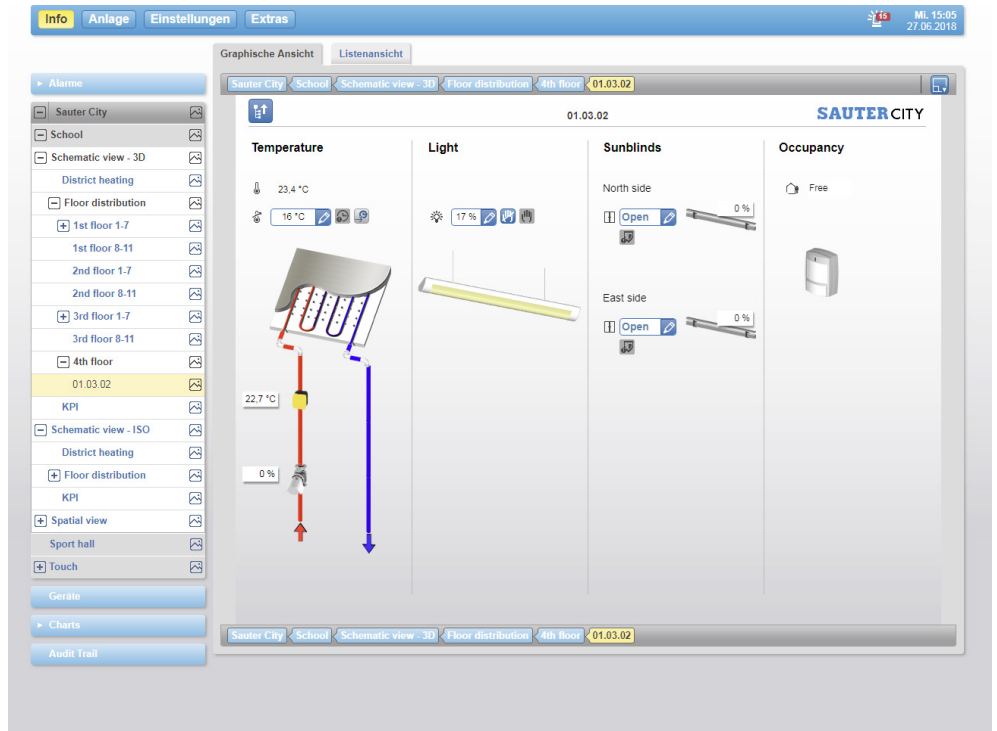 Info Anlage Einstellungen Extras
15 Mi. 15:05
27.06.2018
Graphische Ansicht Listenansicht
Alarme
Sauter City
School
Schematic view - 3D
District heating
Floor distribution
1st floor 1-7
1st floor 8-11
2nd floor 1-7
2nd floor 8-11
3rd floor 1-7
3rd floor 8-11
4th floor
01.03.02
KPI
Schematic view - ISO
District heating
Floor distribution
KPI
Spatial view
Sport hall
Touch
Geräte
Charts
Audit Trail
Sauter City School Schematic view - 3D Floor distribution 4th floor 01.03.02
01.03.02 SAUTER CITY
Temperature Light Sunblinds Occupancy
23,4 °C North side Free
16 °C 17 % Open 0 %
East side
Open 0 %
22,7 °C
0 %
Sauter City School Schematic view - 3D Floor distribution 4th floor 01.03.02